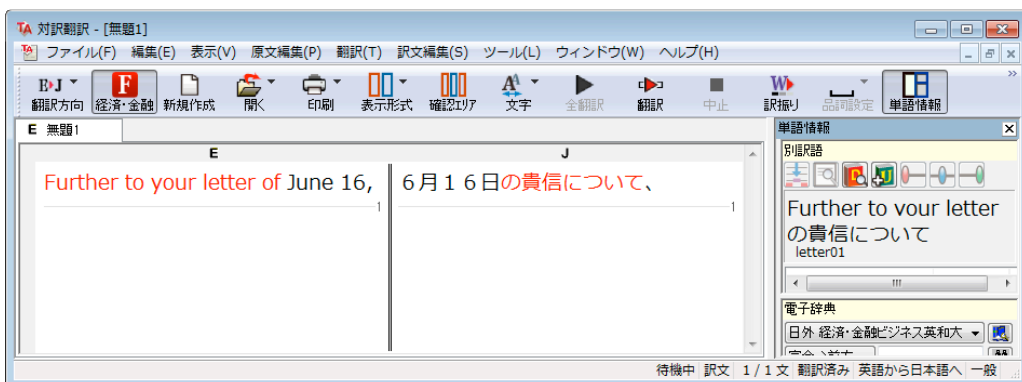 対訳翻訳 - [無題1]
ファイル(F) 編集(E) 表示(V) 原文編集(P) 翻訳(T) 訳文編集(S) ツール(L) ウィンドウ(W) ヘルプ(H)
翻訳方向 経済・金融 新規作成 開く 印刷 表示形式 確認エリア 文字 全翻訳 翻訳 中止 訳振り 品詞設定 単語情報
E 無題1
E J
Further to your letter of June 16, 6月16日の貴信について、
1 1
単語情報
別訳語
Further to your letter
の貴信について
letter01
電子辞典
日外 経済・金融ビジネス英和大
待機中 訳文 1 / 1 文 翻訳済み 英語から日本語へ 一般